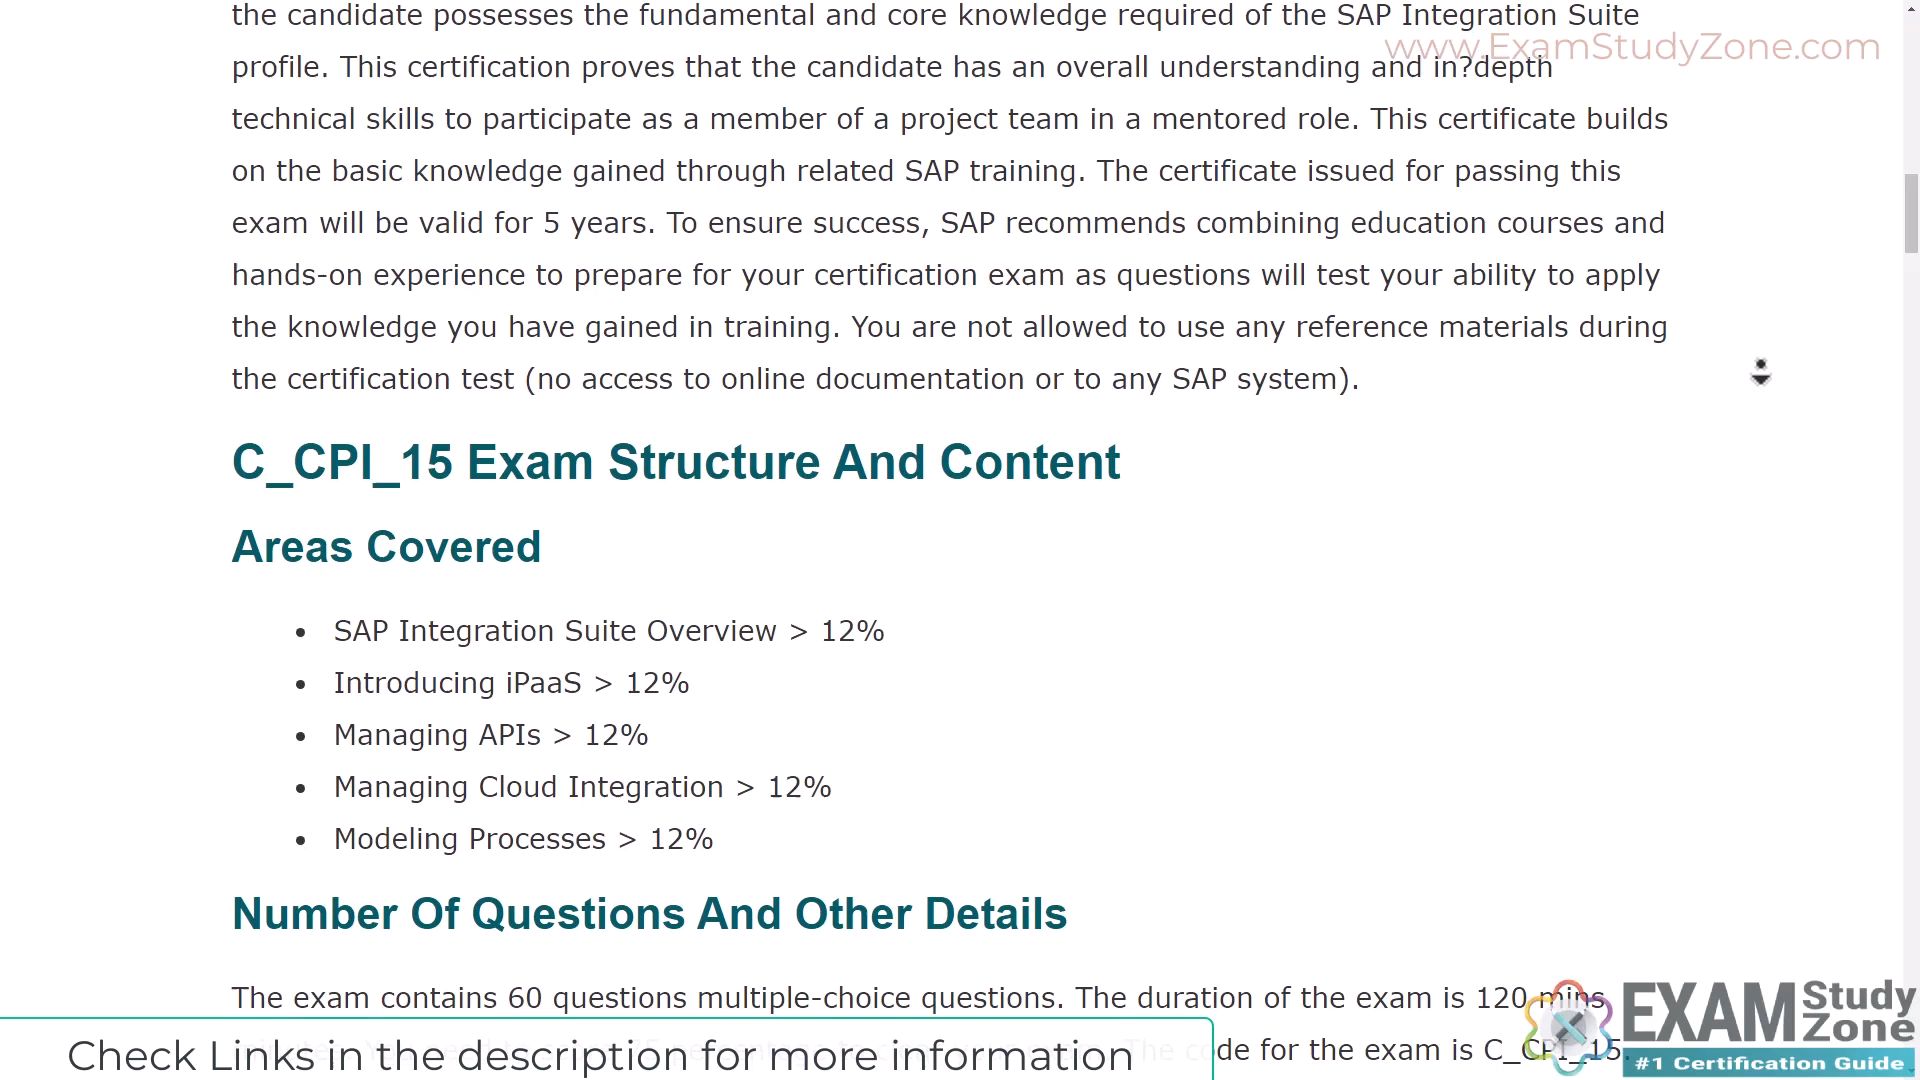 the candidate possesses the fundamental and core knowledge required of the SAP Integration Suite
www.ExamStudyZone.com
profile. This certification proves that the candidate has an overall understanding and in?depth
technical skills to participate as a member of a project team in a mentored role. This certificate builds
on the basic knowledge gained through related SAP training. The certificate issued for passing this
exam will be valid for 5 years. To ensure success, SAP recommends combining education courses and
hands-on experience to prepare for your certification exam as questions will test your ability to apply
the knowledge you have gained in training. You are not allowed to use any reference materials during
the certification test (no access to online documentation or to any SAP system).
C_CPI_15 Exam Structure And Content
Areas Covered
• SAP Integration Suite Overview > 12%
• Introducing iPaaS > 12%
• Managing APIs > 12%
• Managing Cloud Integration > 12%
• Modeling Processes > 12%
Number Of Questions And Other Details
The exam contains 60 questions multiple-choice questions. The duration of the exam is 120 mins
code for the exam is C_CPI_15.
Check Links in the description for more information
EXAM Study Zone
#1 Certification Guide